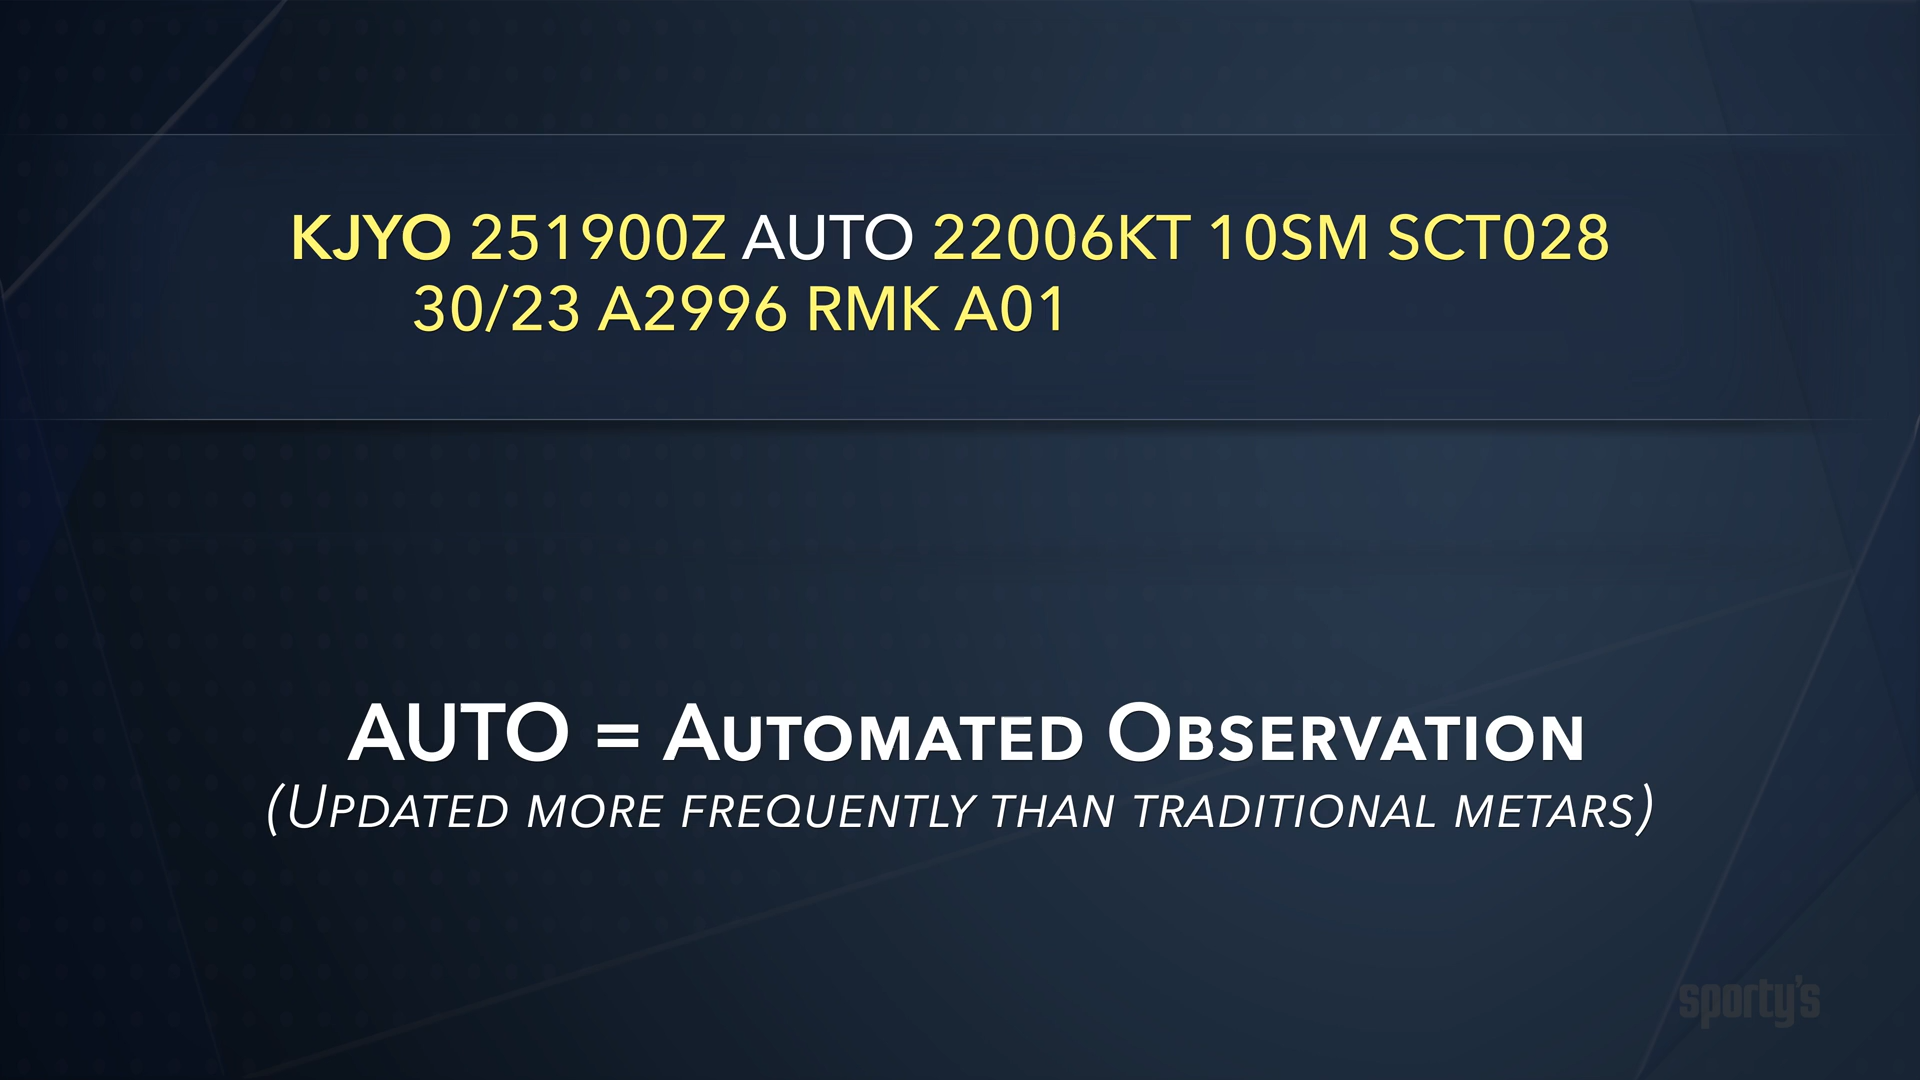 KJYO 251900Z AUTO 22006KT 10SM SCT028
30/23 A2996 RMK A01
AUTO = Automated Observation
(Updated more frequently than traditional metars)
sporty's